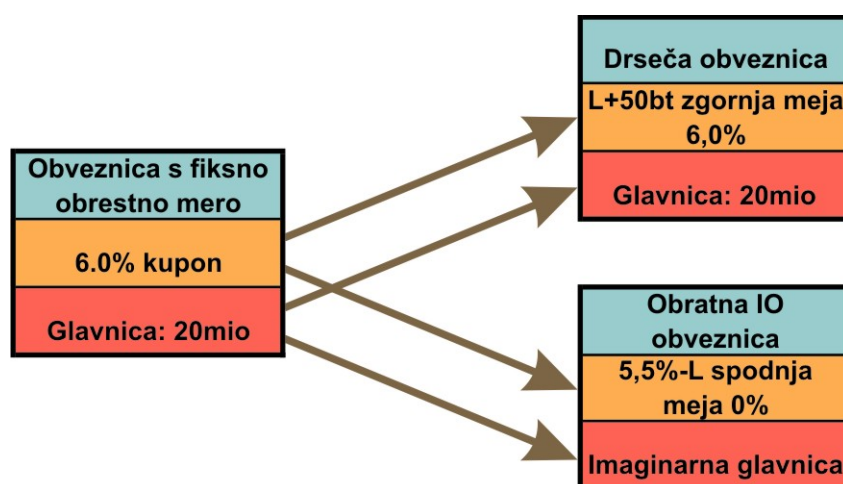 Obveznica s fiksno
obrestno mero
6.0% kupon
Glavnica: 20mio
Drseča obveznica
L+50bt zgornja meja
6,0%
Glavnica: 20mio
Obratna IO
obveznica
5,5%-L spodnja
meja 0%
Imaginarna glavnica